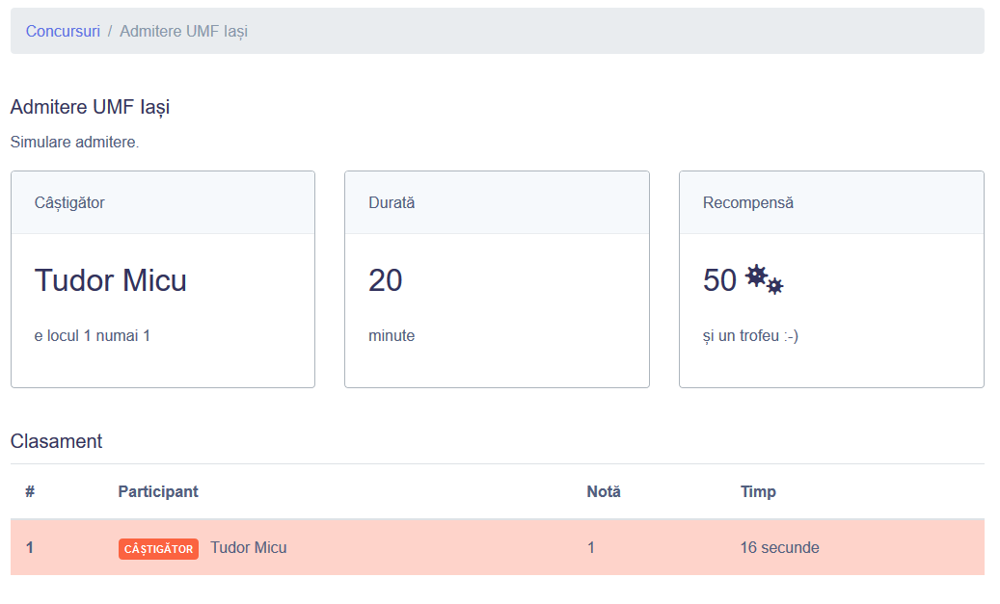 Concursuri / Admitere UMF Iași
Admitere UMF Iași
Simulare admitere.
Câștigător
Tudor Micu
e locul 1 numai 1
Durată
20
minute
Recompensă
50
și un trofeu :-)
Clasament
# Participant Notă Timp
1 CÂȘTIGĂTOR Tudor Micu 1 16 secunde